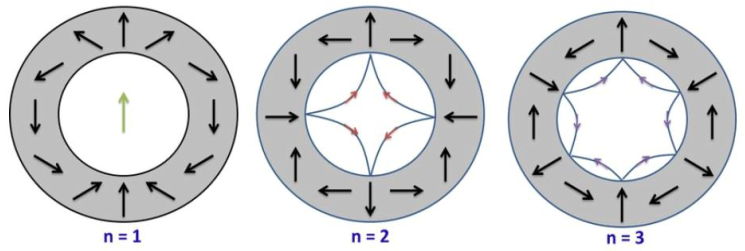 n = 1
n = 2
n = 3